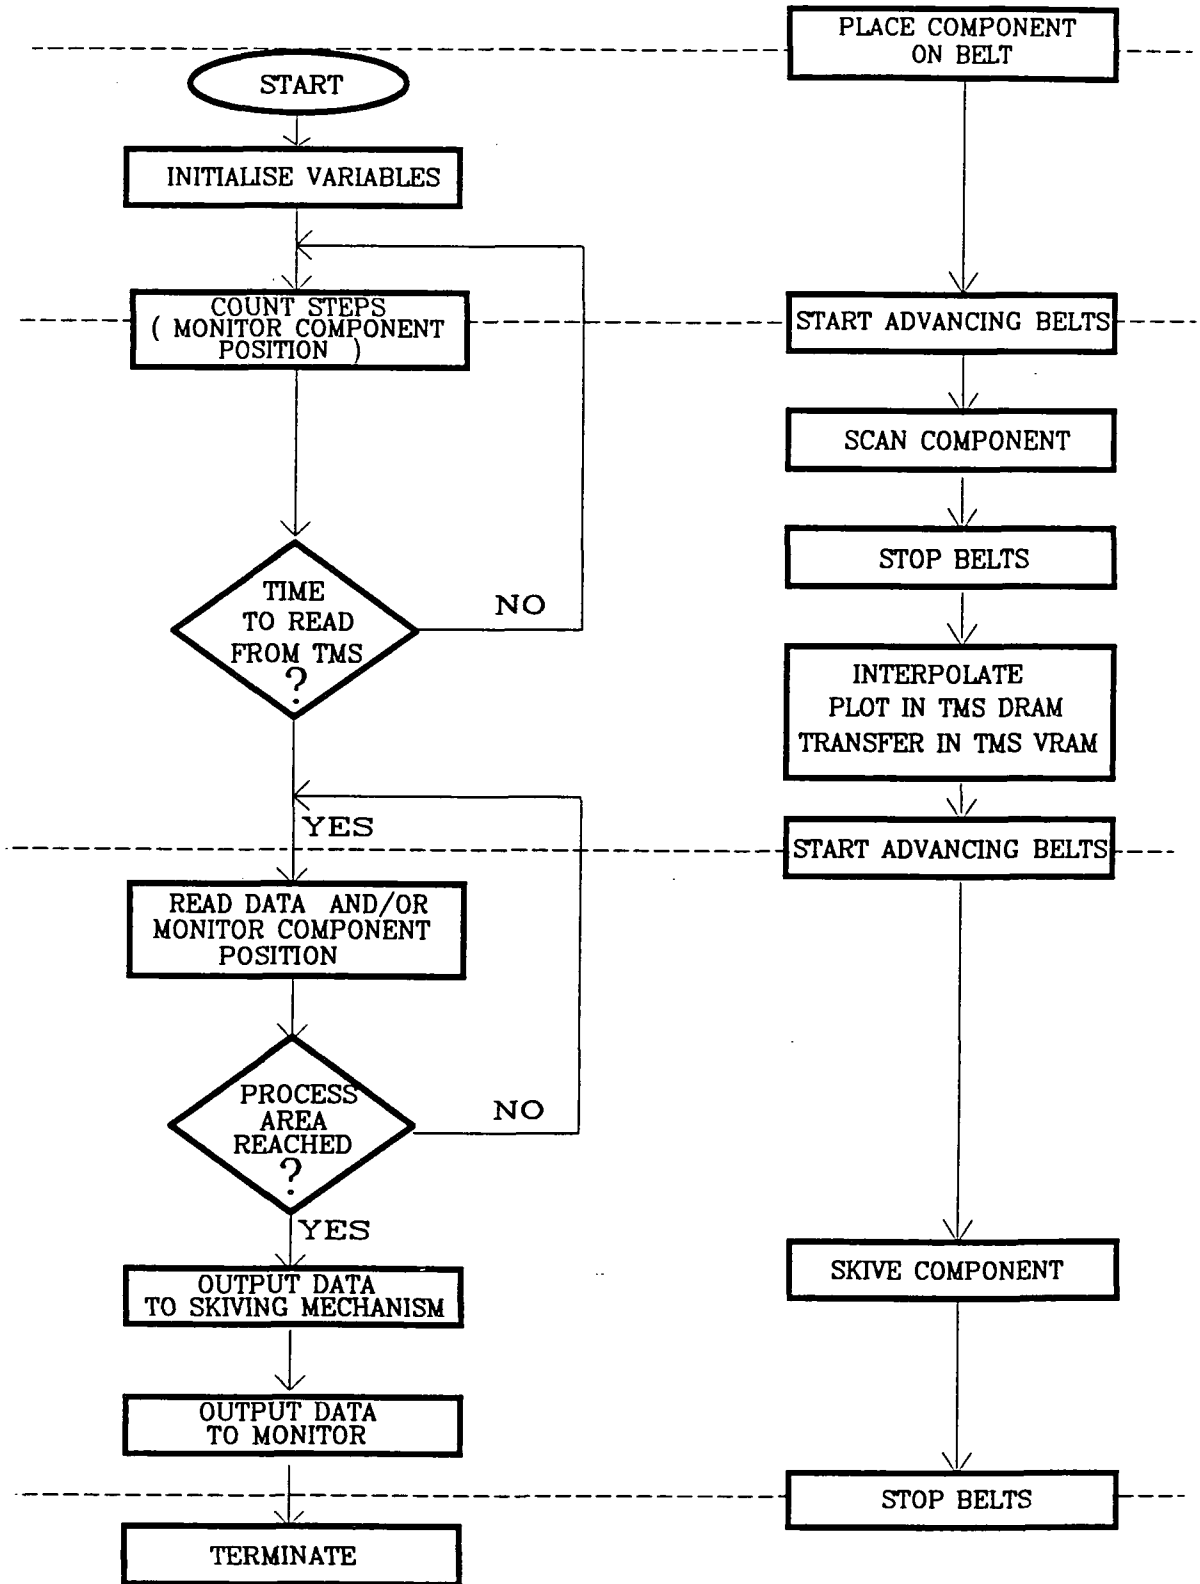 START
INITIALISE VARIABLES
COUNT STEPS
( MONITOR COMPONENT
POSITION )
TIME
TO READ
FROM TMS
?
NO
YES
READ DATA AND/OR
MONITOR COMPONENT
POSITION
PROCESS
AREA
REACHED
?
NO
YES
OUTPUT DATA
TO SKIVING MECHANISM
OUTPUT DATA
TO MONITOR
TERMINATE
PLACE COMPONENT
ON BELT
START ADVANCING BELTS
SCAN COMPONENT
STOP BELTS
INTERPOLATE
PLOT IN TMS DRAM
TRANSFER IN TMS VRAM
START ADVANCING BELTS
SKIVE COMPONENT
STOP BELTS